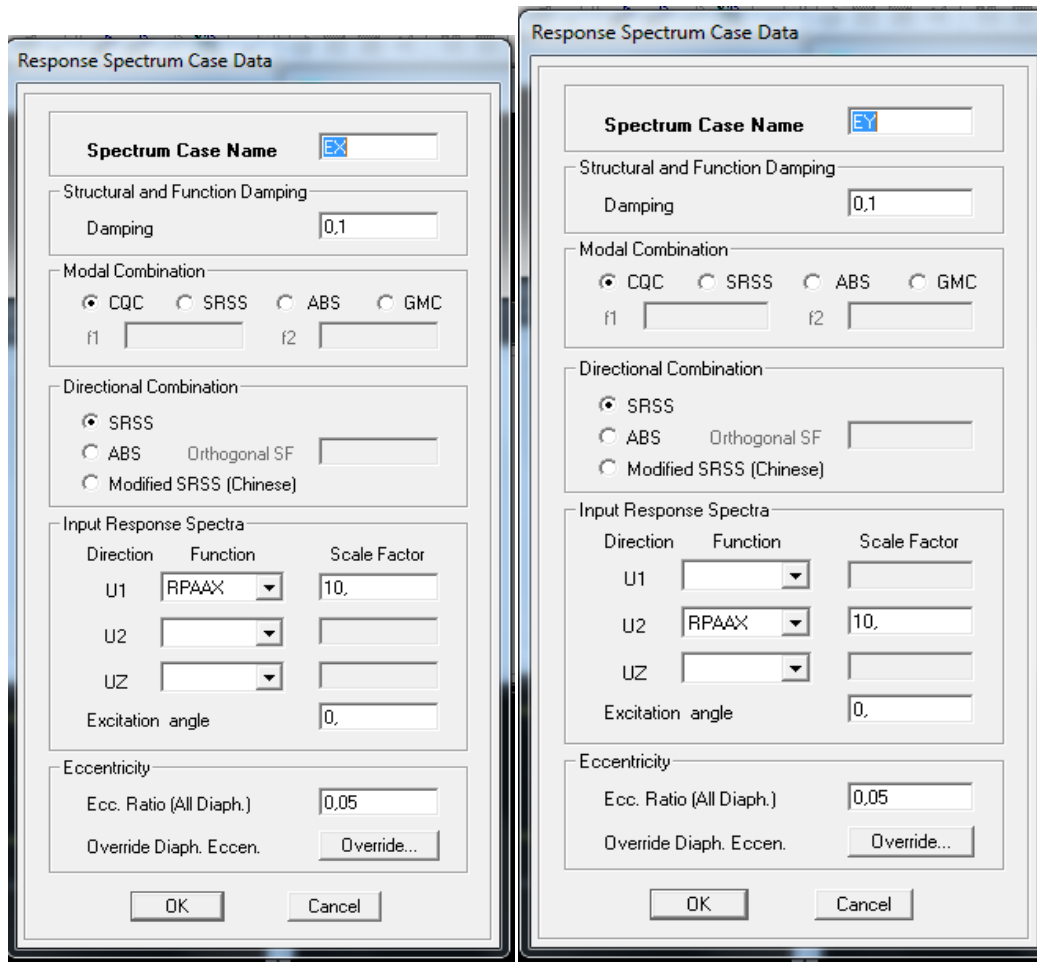 Response Spectrum Case Data
Spectrum Case Name EX
Structural and Function Damping
Damping 0,1
Modal Combination
CQC SRSS ABS GMC
f1 f2
Directional Combination
SRSS
ABS Orthogonal SF
Modified SRSS (Chinese)
Input Response Spectra
Direction Function Scale Factor
U1 RPAAX 10,
U2
UZ
Excitation angle 0,
Eccentricity
Ecc. Ratio (All Diaph.) 0,05
Override Diaph. Eccen. Override...
OK Cancel
Response Spectrum Case Data
Spectrum Case Name EY
Structural and Function Damping
Damping 0,1
Modal Combination
CQC SRSS ABS GMC
f1 f2
Directional Combination
SRSS
ABS Orthogonal SF
Modified SRSS (Chinese)
Input Response Spectra
Direction Function Scale Factor
U1
U2 RPAAX 10,
UZ
Excitation angle 0,
Eccentricity
Ecc. Ratio (All Diaph.) 0,05
Override Diaph. Eccen. Override...
OK Cancel